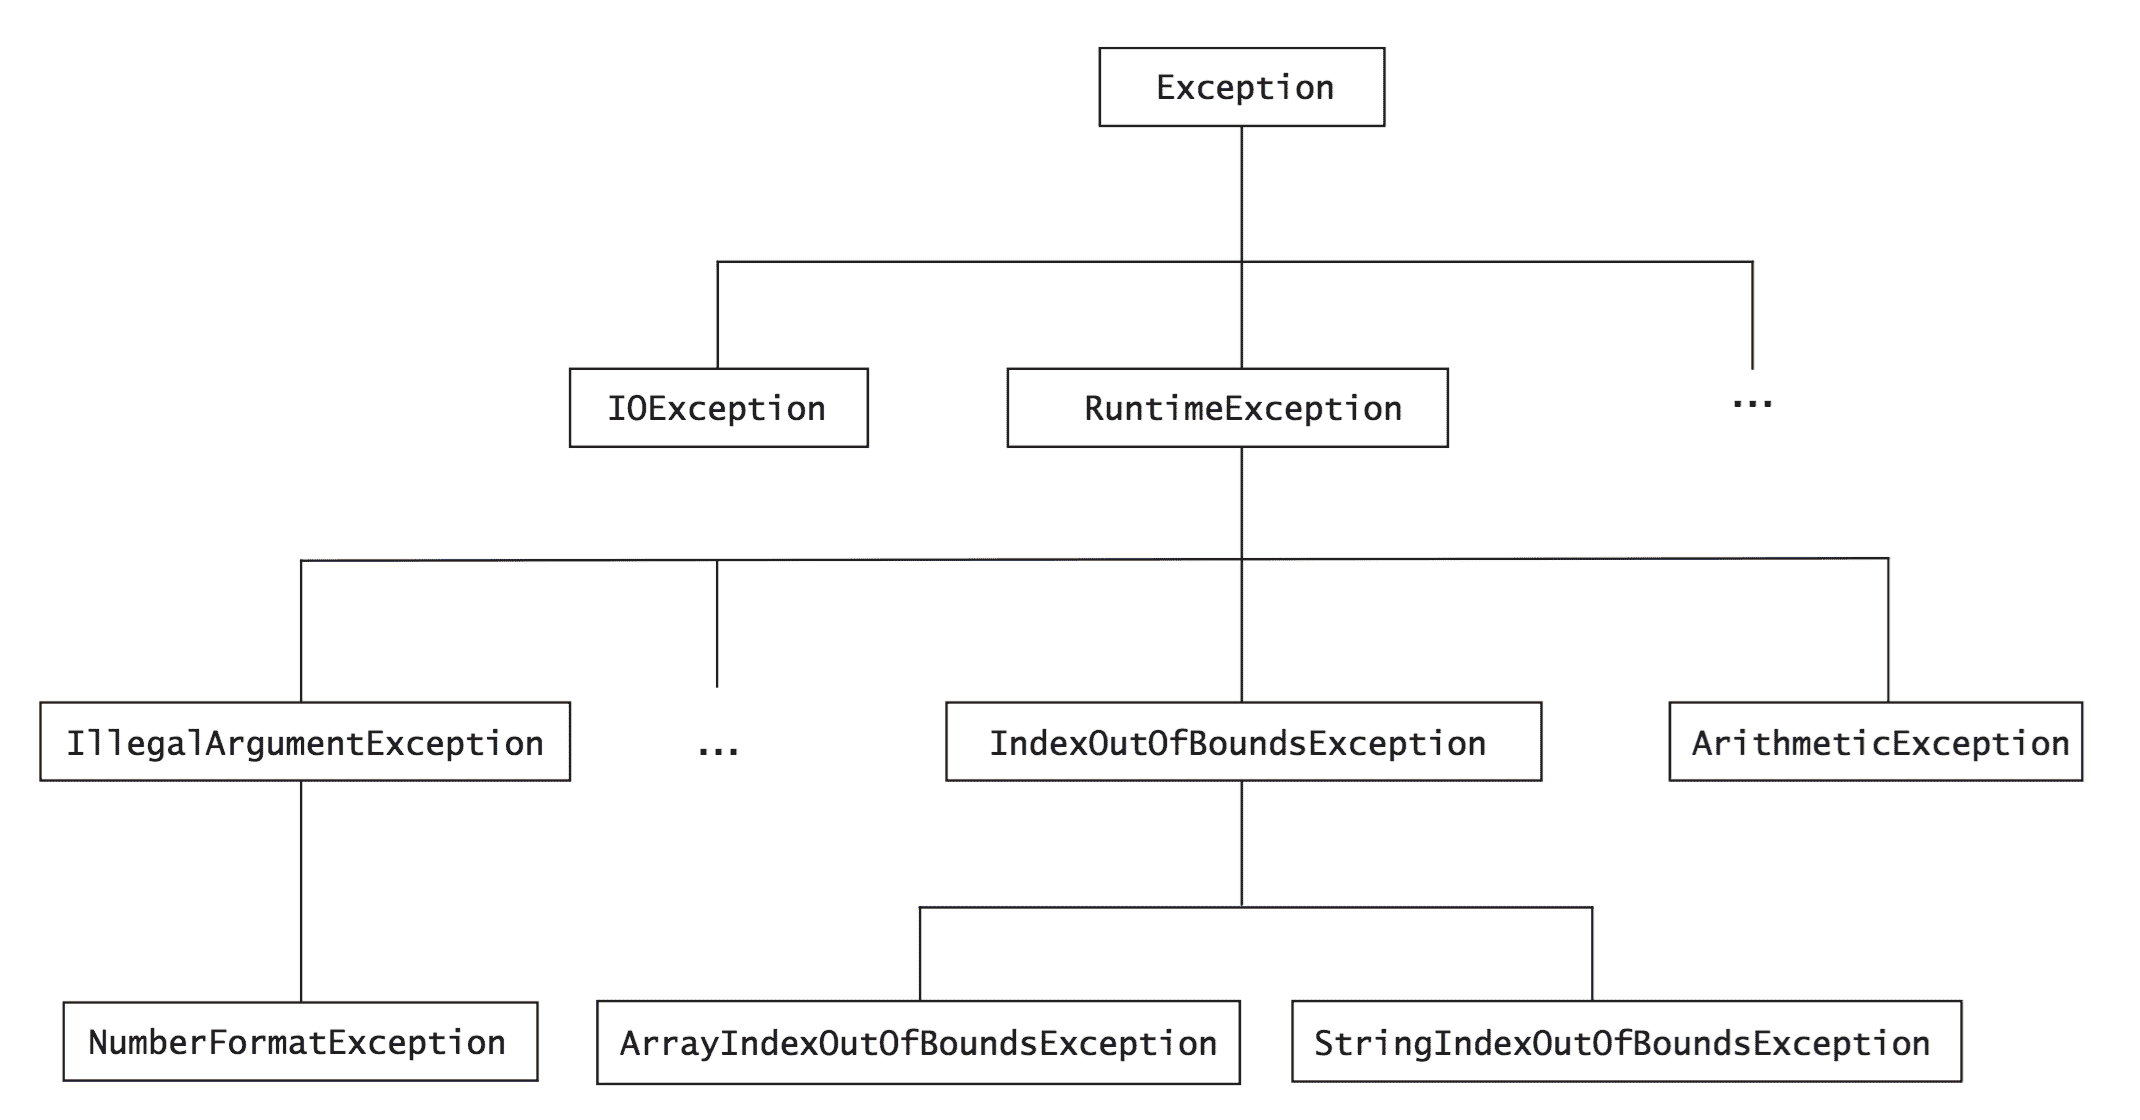 Exception
IOException
RuntimeException
...
IllegalArgumentException
...
IndexOutOfBoundsException
ArithmeticException
NumberFormatException
ArrayIndexOutOfBoundsException
StringIndexOutOfBoundsException